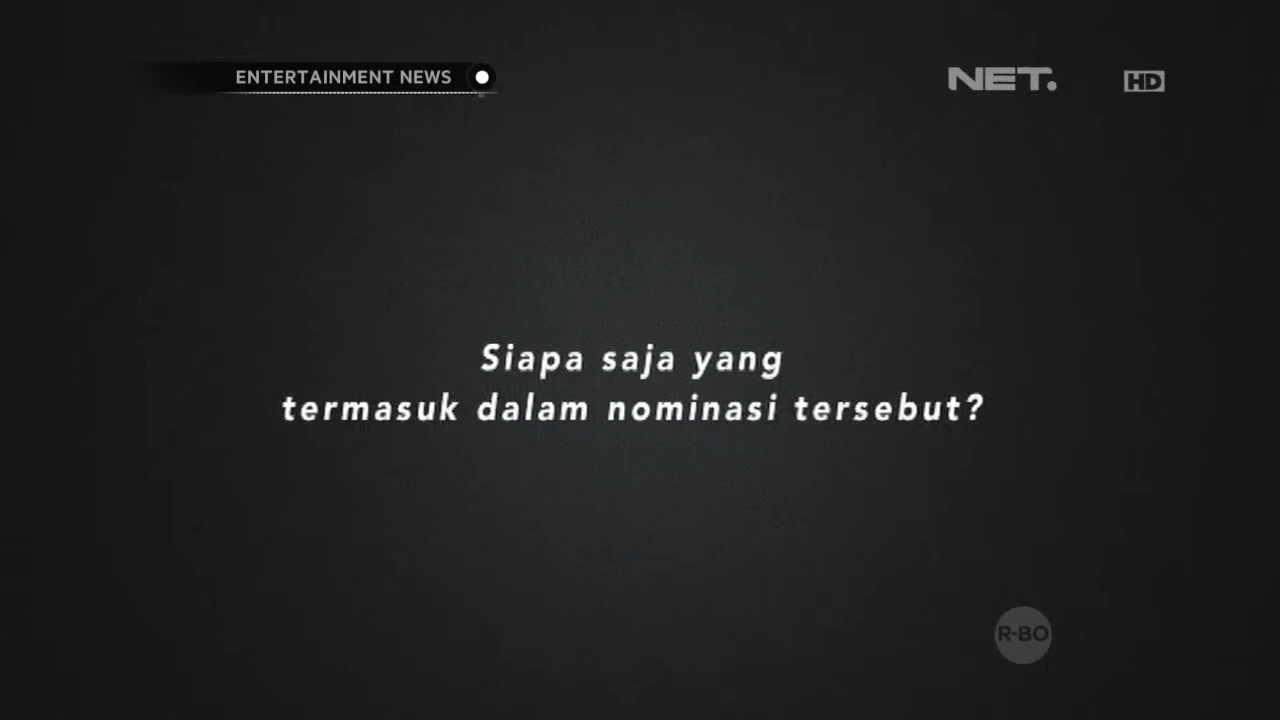 ENTERTAINMENT NEWS
NET.
HD
Siapa saja yang
termasuk dalam nominasi tersebut?
R-BO